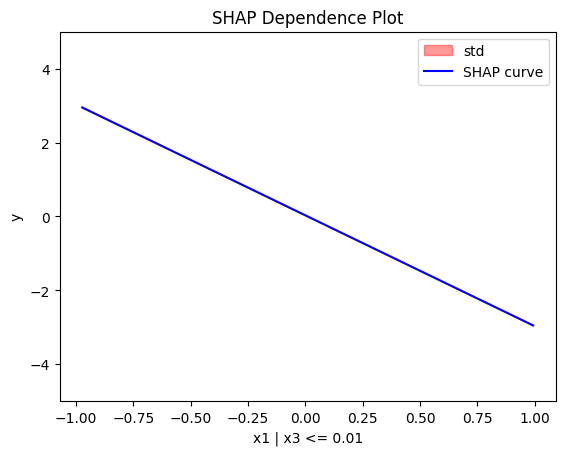 SHAP Dependence Plot
std
SHAP curve
y
4
2
0
−2
−4
−1.00 −0.75 −0.50 −0.25 0.00 0.25 0.50 0.75 1.00
x1 | x3 <= 0.01